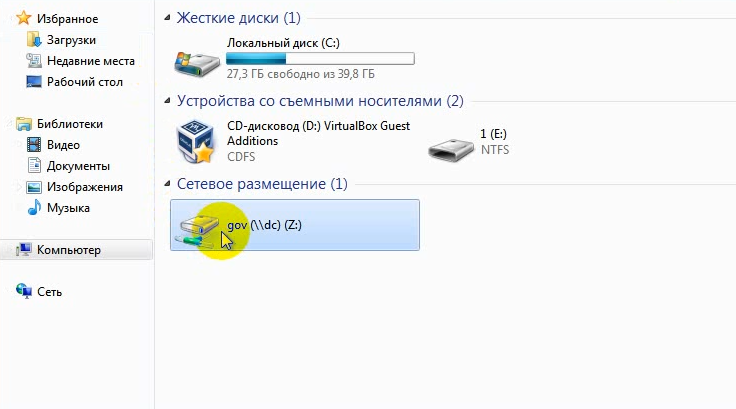 Избранное
Загрузки
Недавние места
Рабочий стол
Библиотеки
Видео
Документы
Изображения
Музыка
Компьютер
Сеть
Жесткие диски (1)
Локальный диск (C:)
27,3 ГБ свободно из 39,8 ГБ
Устройства со съемными носителями (2)
CD-дисковод (D:) VirtualBox Guest
Additions
CDFS
1 (E:)
NTFS
Сетевое размещение (1)
gov (\\dc) (Z:)